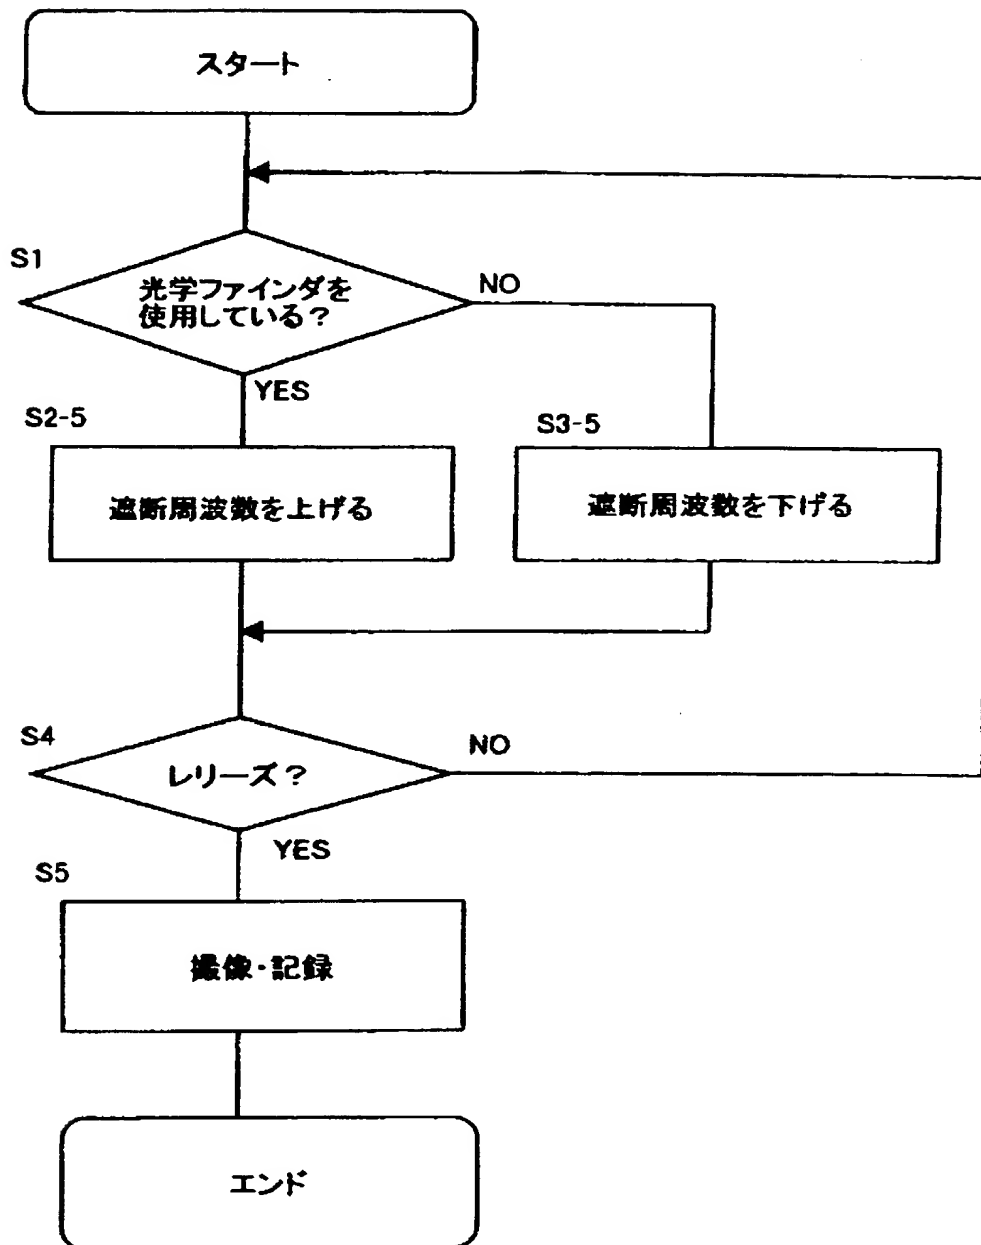 スタート
S1
光学ファインダを
使用している？
NO
YES
S2-5
遮断周波数を上げる
S3-5
遮断周波数を下げる
S4
レリーズ？
NO
YES
S5
撮像・記録
エンド